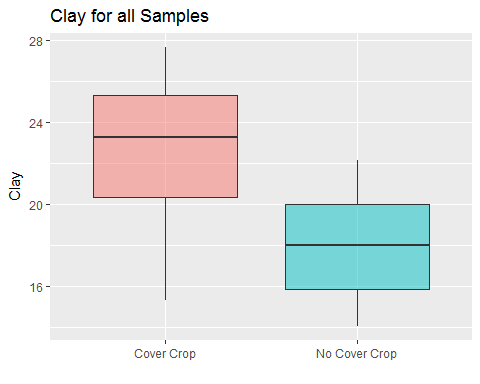 Clay for all Samples
28
24
20
16
Clay
Cover Crop
No Cover Crop